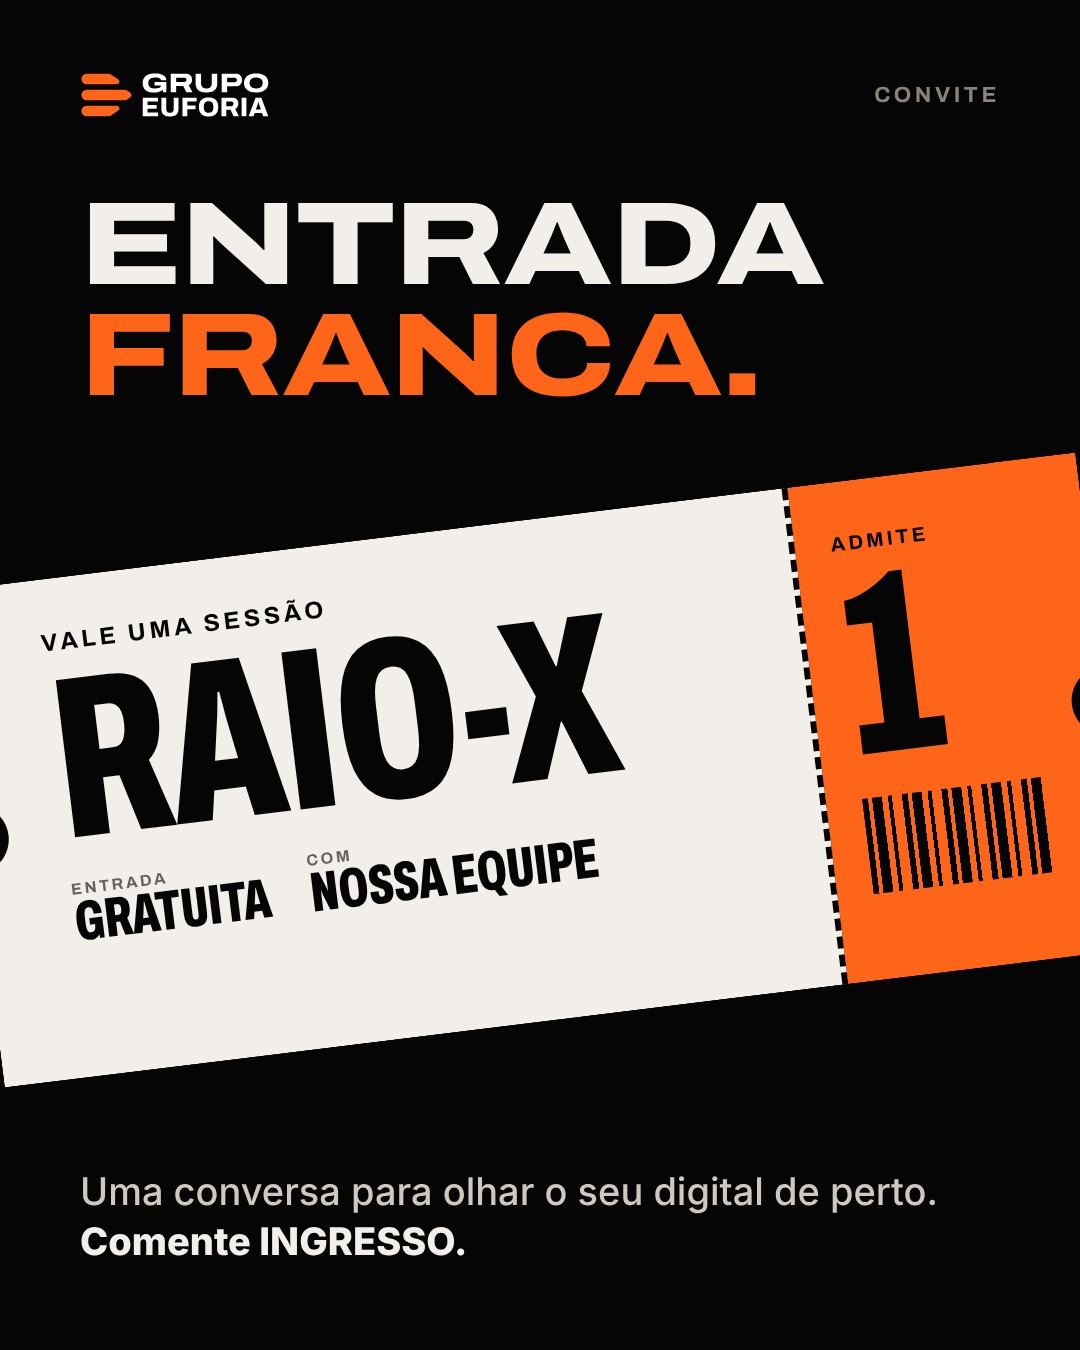 GRUPO
EUFORIA
CONVITE
ENTRADA
FRANCA.
VALE UMA SESSÃO
RAIO-X
ENTRADA
GRATUITA
COM
NOSSA EQUIPE
ADMITE
1
Uma conversa para olhar o seu digital de perto.
Comente INGRESSO.